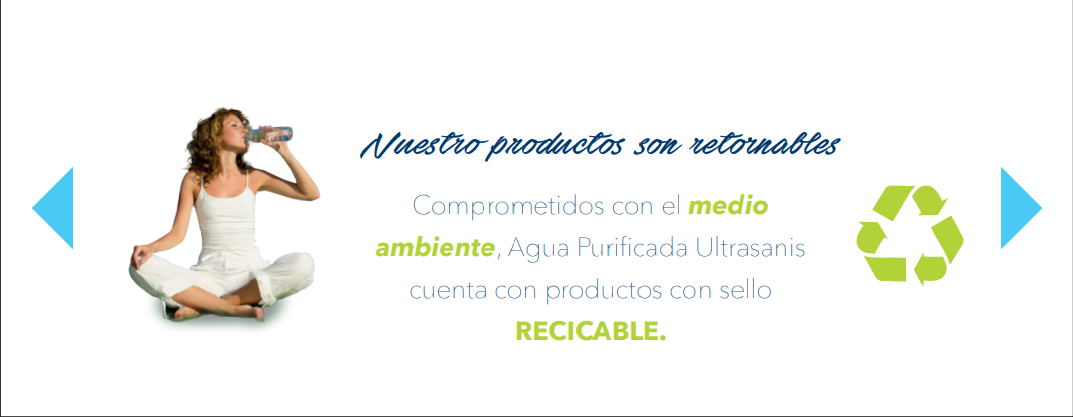 Nuestro productos son retornables
Comprometidos con el medio
ambiente, Agua Purificada Ultrasanis
cuenta con productos con sello
RECICABLE.